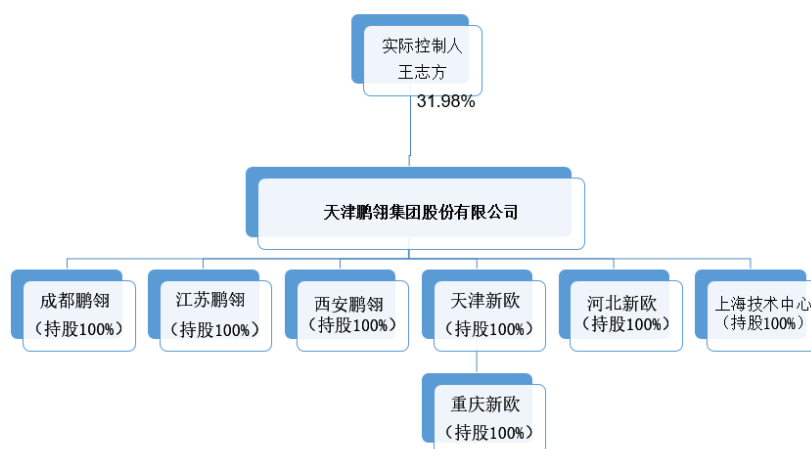 实际控制人
王志方
31.98%
天津鹏翎集团股份有限公司
成都鹏翎
（持股100%）
江苏鹏翎
（持股100%）
西安鹏翎
（持股100%）
天津新欧
（持股100%）
河北新欧
（持股100%）
上海技术中心
（持股100%）
重庆新欧
（持股100%）